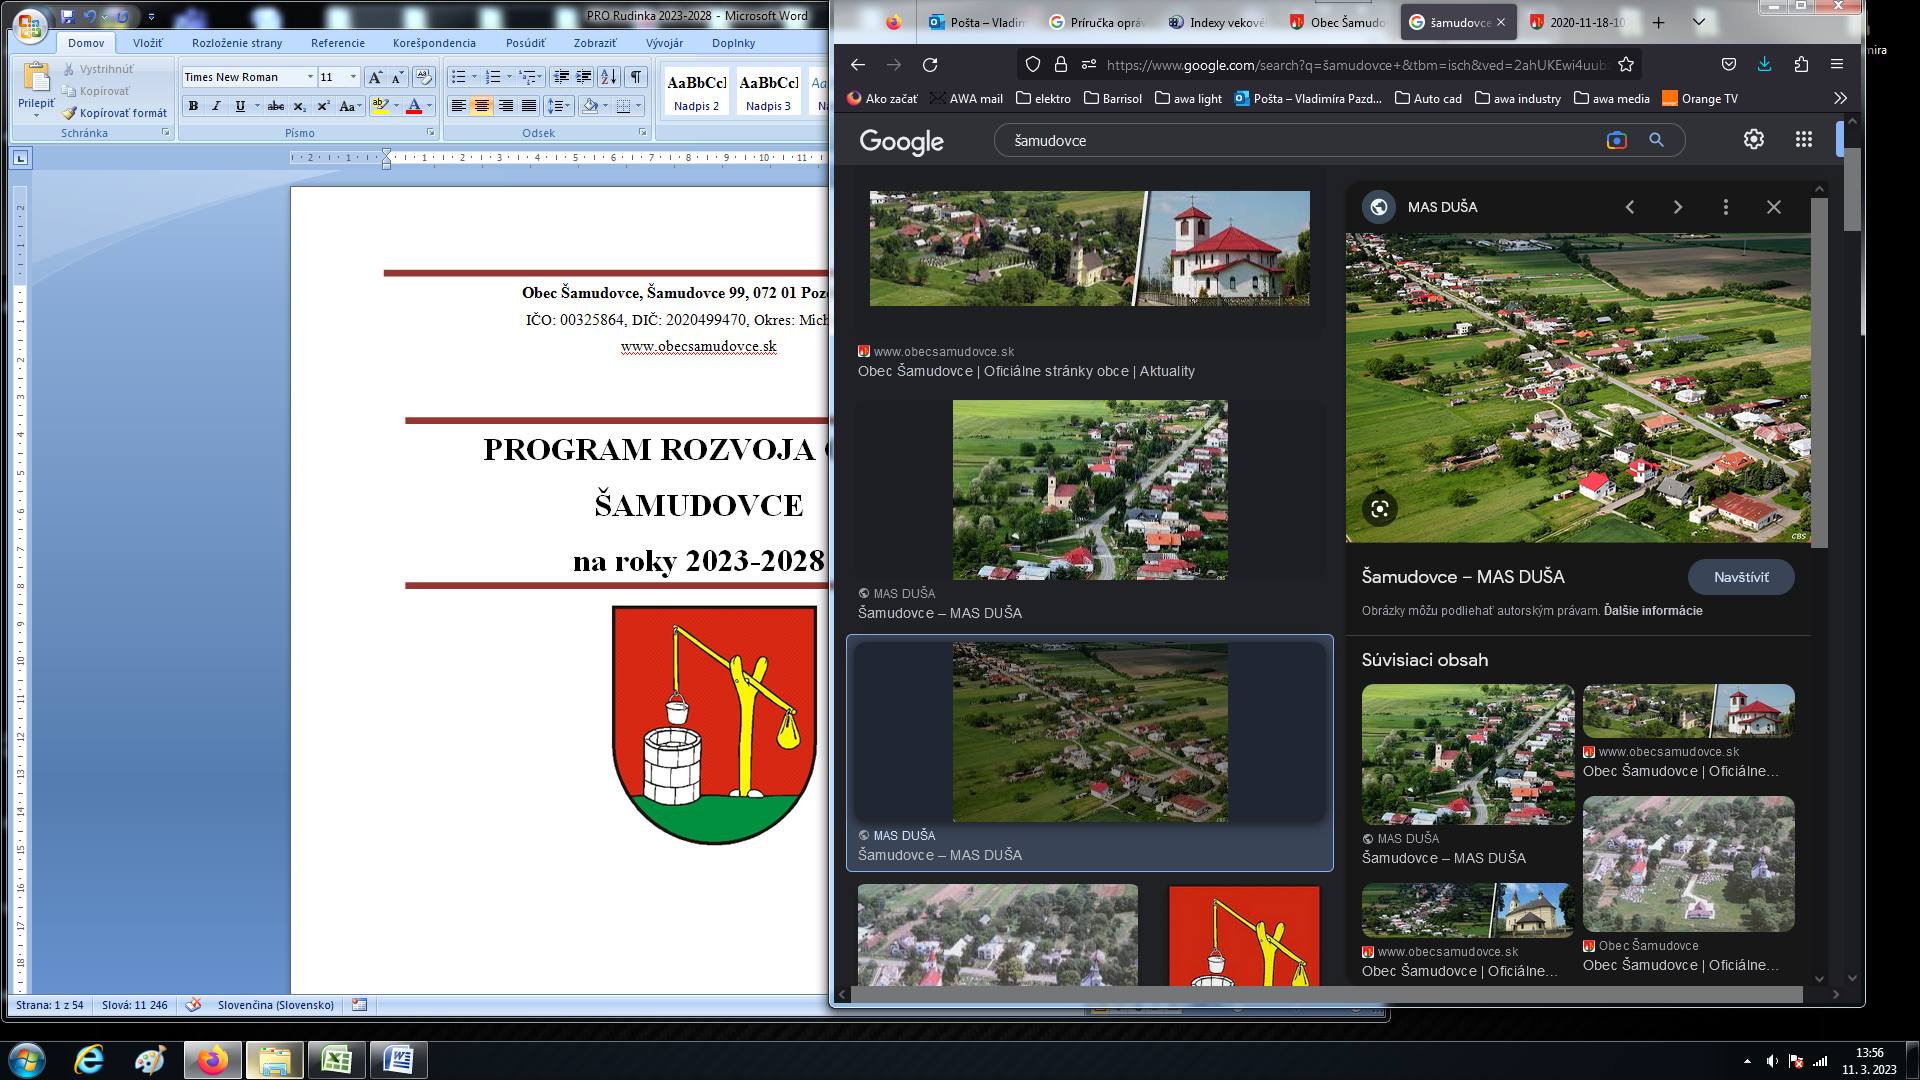 PRO Rudinka 2023-2028 - Microsoft Word
Domov Vložiť Rozloženie strany Referencie Korešpondencia Posúdiť Zobraziť Vývojár Doplnky
Prilepiť
Vystrihnúť
Kopírovať
Kopírovať formát
Schránka
Times New Roman 11
Písmo
Odsek
AaBbCcI AaBbCcI
Nadpis 2 Nadpis 3
Obec Šamudovce, Šamudovce 99, 072 01
IČO: 00325864, DIČ: 2020499470, Okres:
www.obecsamudovce.sk
PROGRAM ROZVOJA
ŠAMUDOVCE
na roky 2023-2028
Strana: 1 z 54 Slová: 11 246 Slovenčina (Slovensko)
Pošta – Vladim Príručka opráv Indexy vekové Obec Šamudo šamudovce 2020-11-18-10
https://www.google.com/search?q=šamudovce+&tbm=isch&ved=2ahUKEwi4uub
Ako začať AWA mail elektro Barrisol awa light Pošta – Vladimíra Pazd... Auto cad awa industry awa media Orange TV
Google
šamudovce
www.obecsamudovce.sk
Obec Šamudovce | Oficiálne stránky obce | Aktuality
MAS DUŠA
Šamudovce – MAS DUŠA
MAS DUŠA
Šamudovce – MAS DUŠA
MAS DUŠA
CBS
Šamudovce – MAS DUŠA
Navštíviť
Obrázky môžu podliehať autorským právam. Ďalšie informácie
Súvisiaci obsah
MAS DUŠA
Šamudovce – MAS DUŠA
www.obecsamudovce.sk
Obec Šamudovce | Oficiálne...
www.obecsamudovce.sk
Obec Šamudovce | Oficiálne...
Obec Šamudovce
Obec Šamudovce | Oficiálne...
13:56
11. 3. 2023